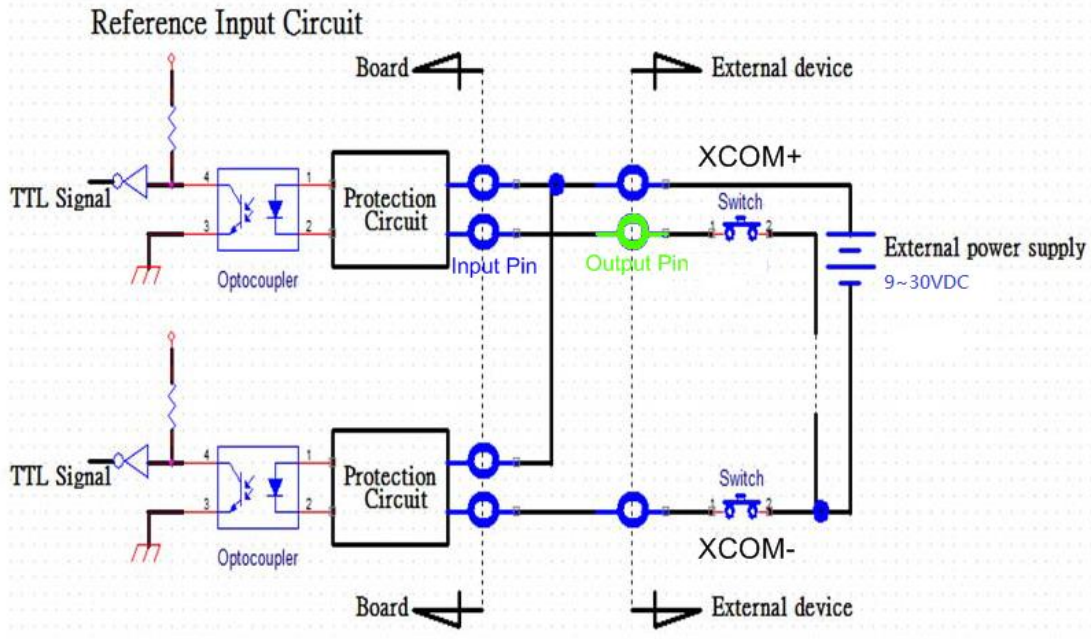 Reference Input Circuit
Board
External device
XCOM+
4
1
TTL Signal
Protection
Circuit
Switch
1
2
3
2
Input Pin
Output Pin
External power supply
9~30VDC
Optocoupler
4
1
TTL Signal
Protection
Circuit
Switch
1
2
3
2
Optocoupler
XCOM-
Board
External device